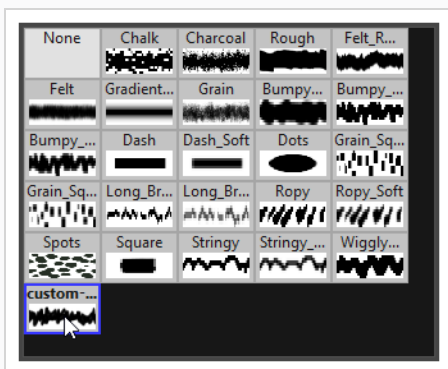 None Chalk Charcoal Rough Felt_R...
Felt Gradient... Grain Bumpy... Bumpy_...
Bumpy_... Dash Dash_Soft Dots Grain_Sq...
Grain_Sq... Long_Br... Long_Br... Ropy Ropy_Soft
Spots Square Stringy Stringy_... Wiggly...
custom-...